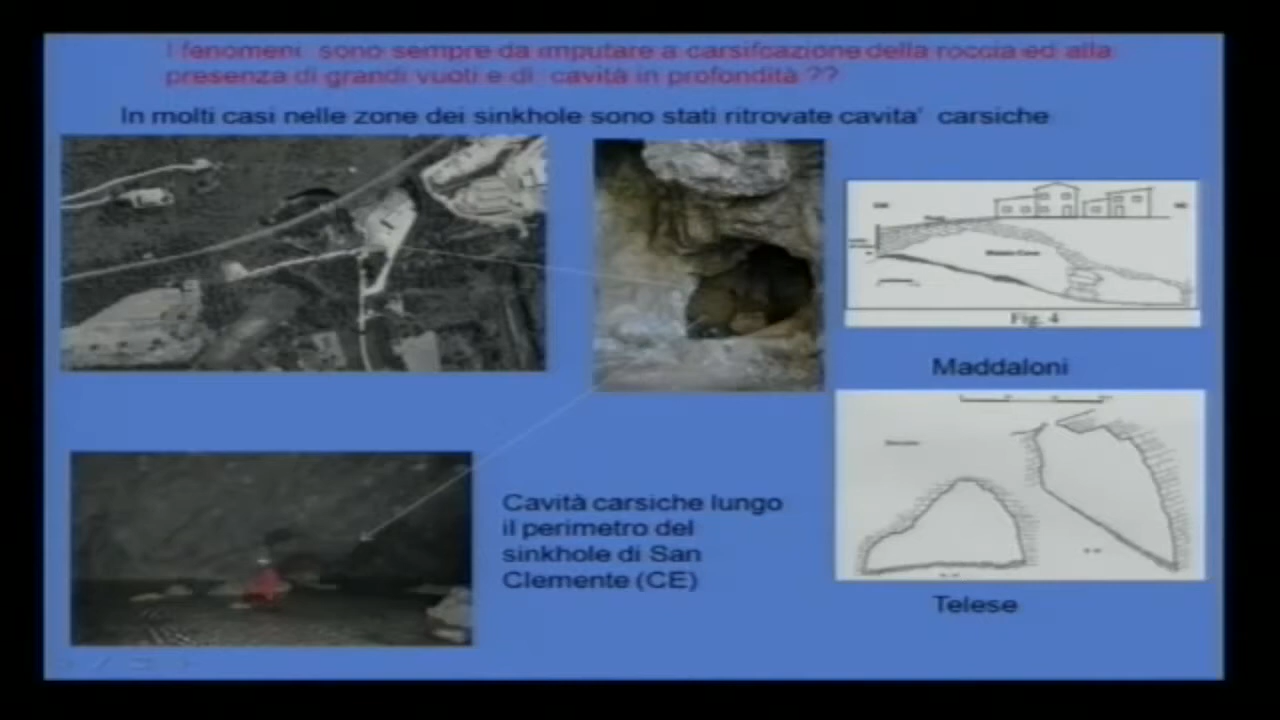 I fenomeni sono sempre da imputare a carsifcazione della roccia ed alla
presenza di grandi vuoti e di cavità in profondità ??
In molti casi nelle zone dei sinkhole sono stati ritrovate cavita' carsiche
Fig. 4
Maddaloni
Cavità carsiche lungo
il perimetro del
sinkhole di San
Clemente (CE)
Telese